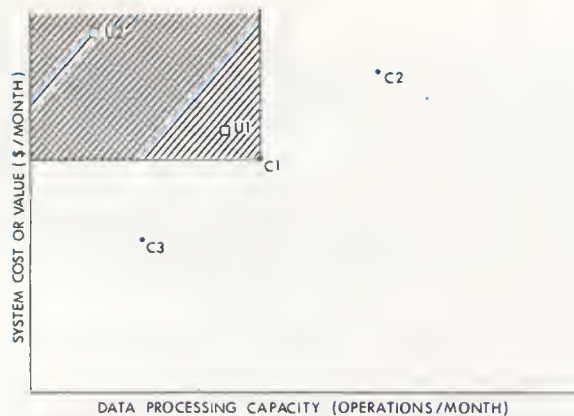 U2
C2
U1
C1
C3
SYSTEM COST OR VALUE ($/MONTH)
DATA PROCESSING CAPACITY (OPERATIONS/MONTH)